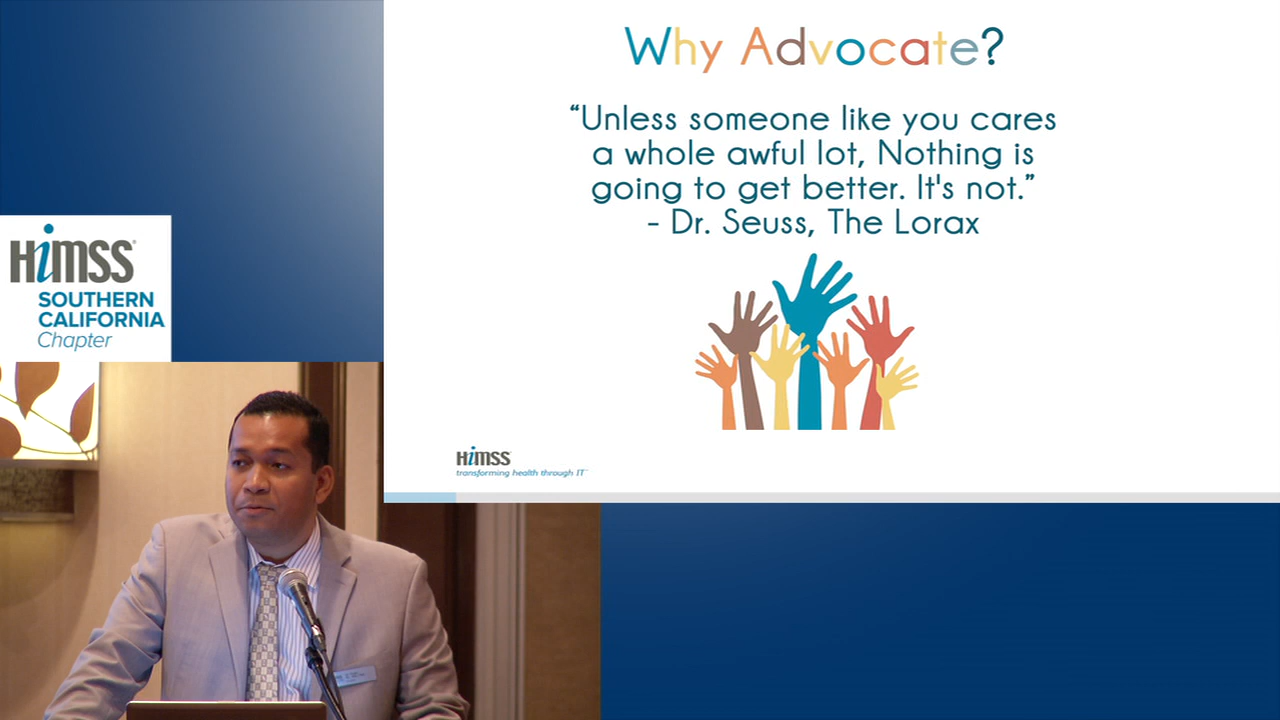 Why Advocate?
“Unless someone like you cares
a whole awful lot, Nothing is
going to get better. It's not.”
- Dr. Seuss, The Lorax
HiMSS
SOUTHERN
CALIFORNIA
Chapter
HiMSS
transforming health through IT